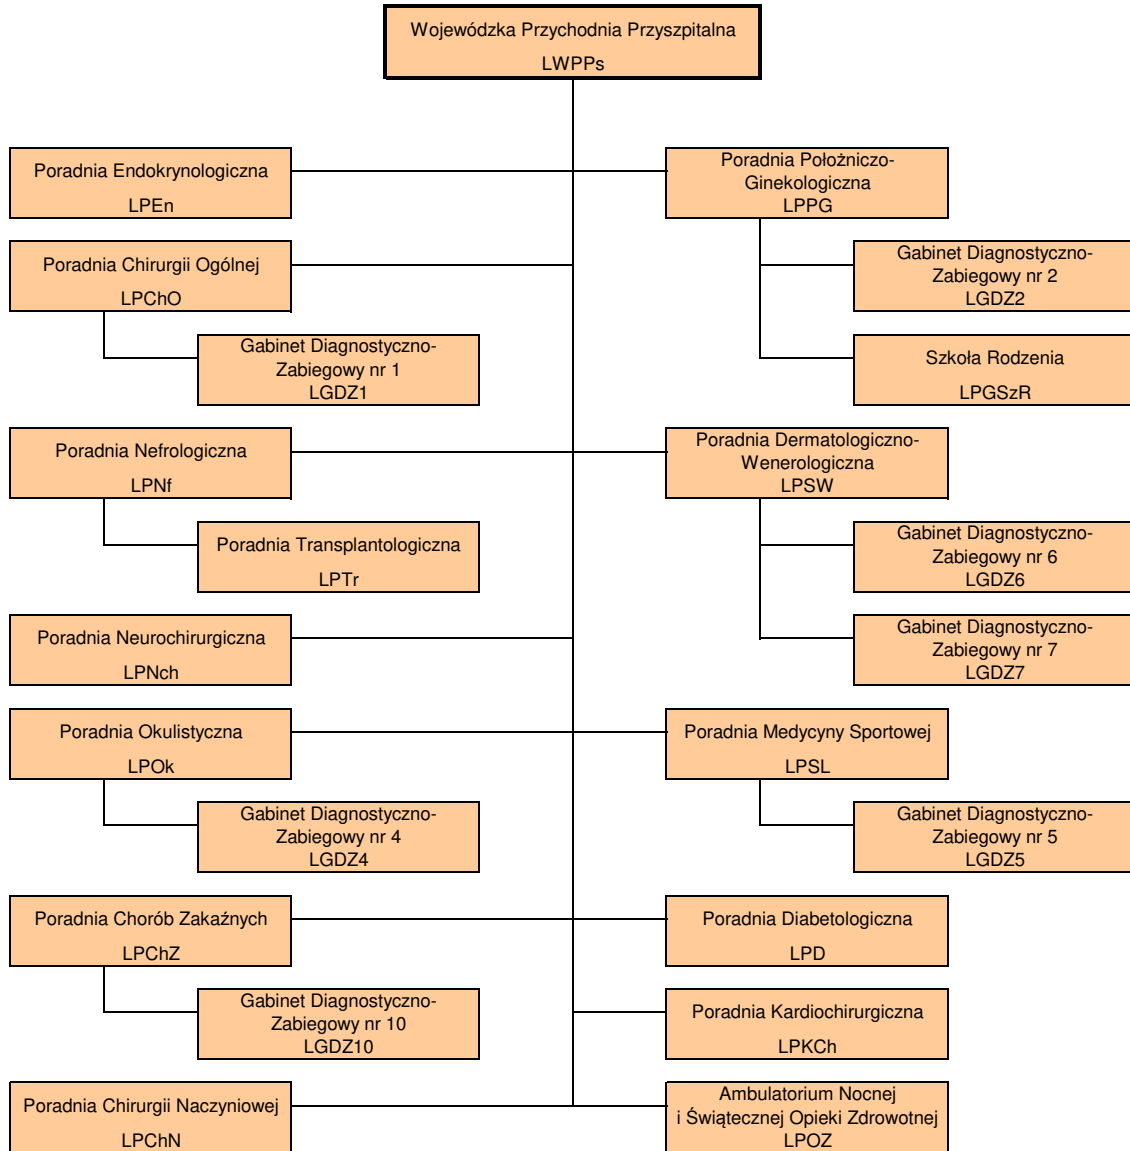 Wojewódzka Przychodnia Przyszpitalna
LWPPs
Poradnia Endokrynologiczna
LPEn
Poradnia Położniczo-
Ginekologiczna
LPPG
Poradnia Chirurgii Ogólnej
LPChO
Gabinet Diagnostyczno-
Zabiegowy nr 2
LGDZ2
Gabinet Diagnostyczno-
Zabiegowy nr 1
LGDZ1
Szkoła Rodzenia
LPGSzR
Poradnia Nefrologiczna
LPNf
Poradnia Dermatologiczno-
Wenerologiczna
LPSW
Poradnia Transplantologiczna
LPTr
Gabinet Diagnostyczno-
Zabiegowy nr 6
LGDZ6
Poradnia Neurochirurgiczna
LPNch
Gabinet Diagnostyczno-
Zabiegowy nr 7
LGDZ7
Poradnia Okulistyczna
LPOk
Poradnia Medycyny Sportowej
LPSL
Gabinet Diagnostyczno-
Zabiegowy nr 4
LGDZ4
Gabinet Diagnostyczno-
Zabiegowy nr 5
LGDZ5
Poradnia Chorób Zakaźnych
LPChZ
Poradnia Diabetologiczna
LPD
Gabinet Diagnostyczno-
Zabiegowy nr 10
LGDZ10
Poradnia Kardiochirurgiczna
LPKCh
Poradnia Chirurgii Naczyniowej
LPChN
Ambulatorium Nocnej
i Świątecznej Opieki Zdrowotnej
LPOZ